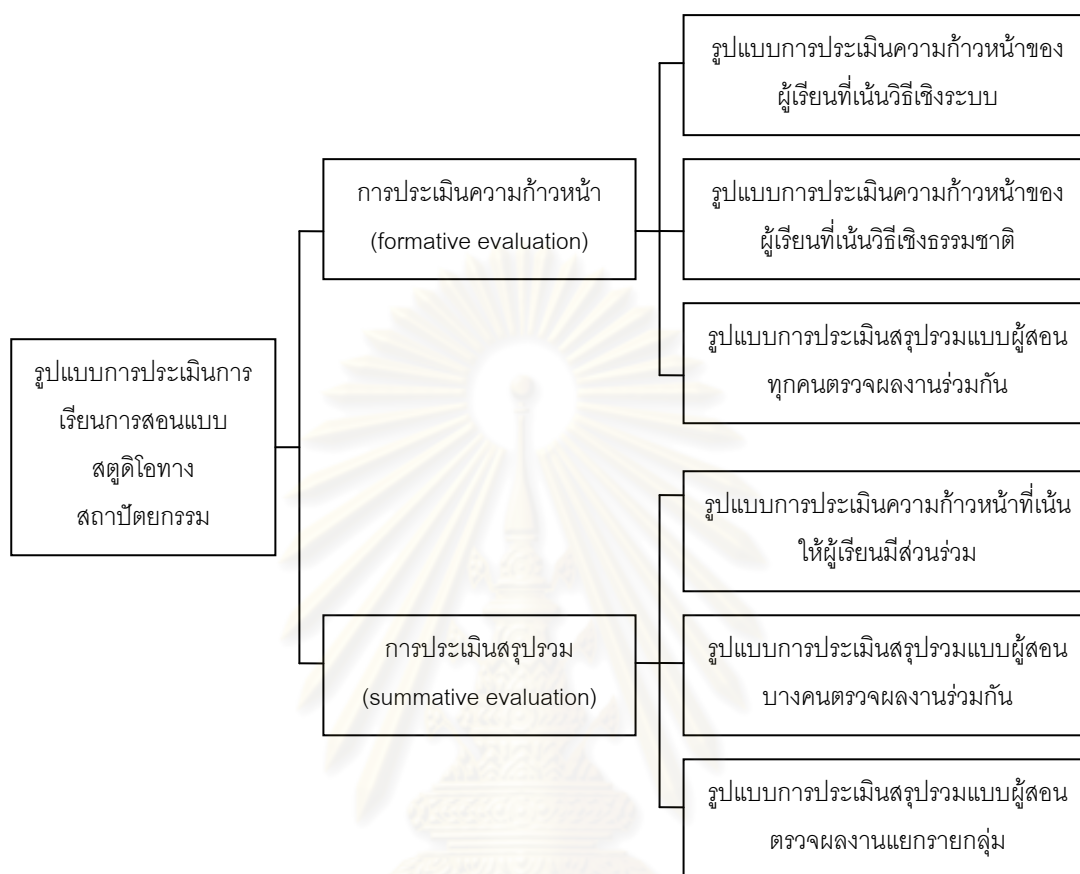 รูปแบบการประเมินการ
เรียนการสอนแบบ
สตูดิโอทาง
สถาปัตยกรรม
การประเมินความก้าวหน้า
(formative evaluation)
รูปแบบการประเมินความก้าวหน้าของ
ผู้เรียนที่เน้นวิธีเชิงระบบ
รูปแบบการประเมินความก้าวหน้าของ
ผู้เรียนที่เน้นวิธีเชิงธรรมชาติ
รูปแบบการประเมินสรุปรวมแบบผู้สอน
ทุกคนตรวจผลงานร่วมกัน
การประเมินสรุปรวม
(summative evaluation)
รูปแบบการประเมินความก้าวหน้าที่เน้น
ให้ผู้เรียนมีส่วนร่วม
รูปแบบการประเมินสรุปรวมแบบผู้สอน
บางคนตรวจผลงานร่วมกัน
รูปแบบการประเมินสรุปรวมแบบผู้สอน
ตรวจผลงานแยกรายกลุ่ม